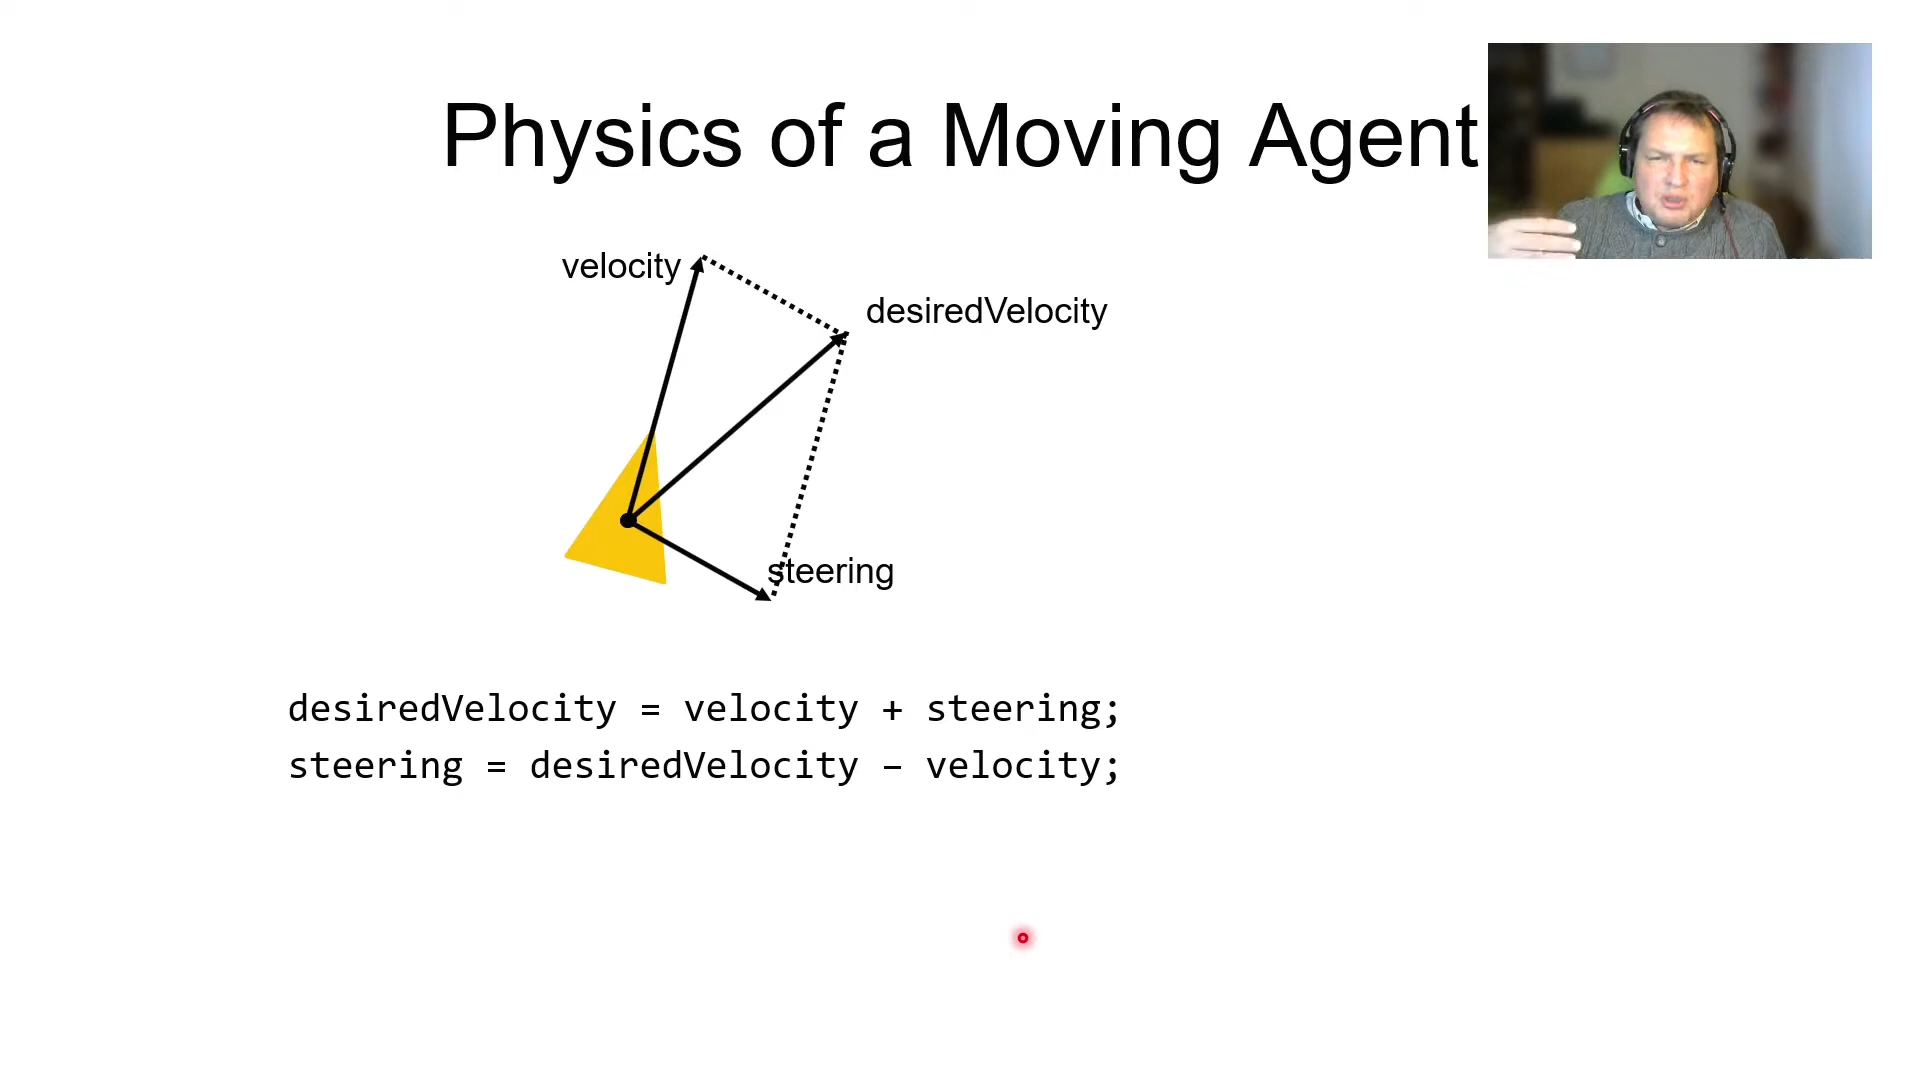 Physics of a Moving Agent
velocity
desiredVelocity
steering
desiredVelocity = velocity + steering;
steering = desiredVelocity – velocity;